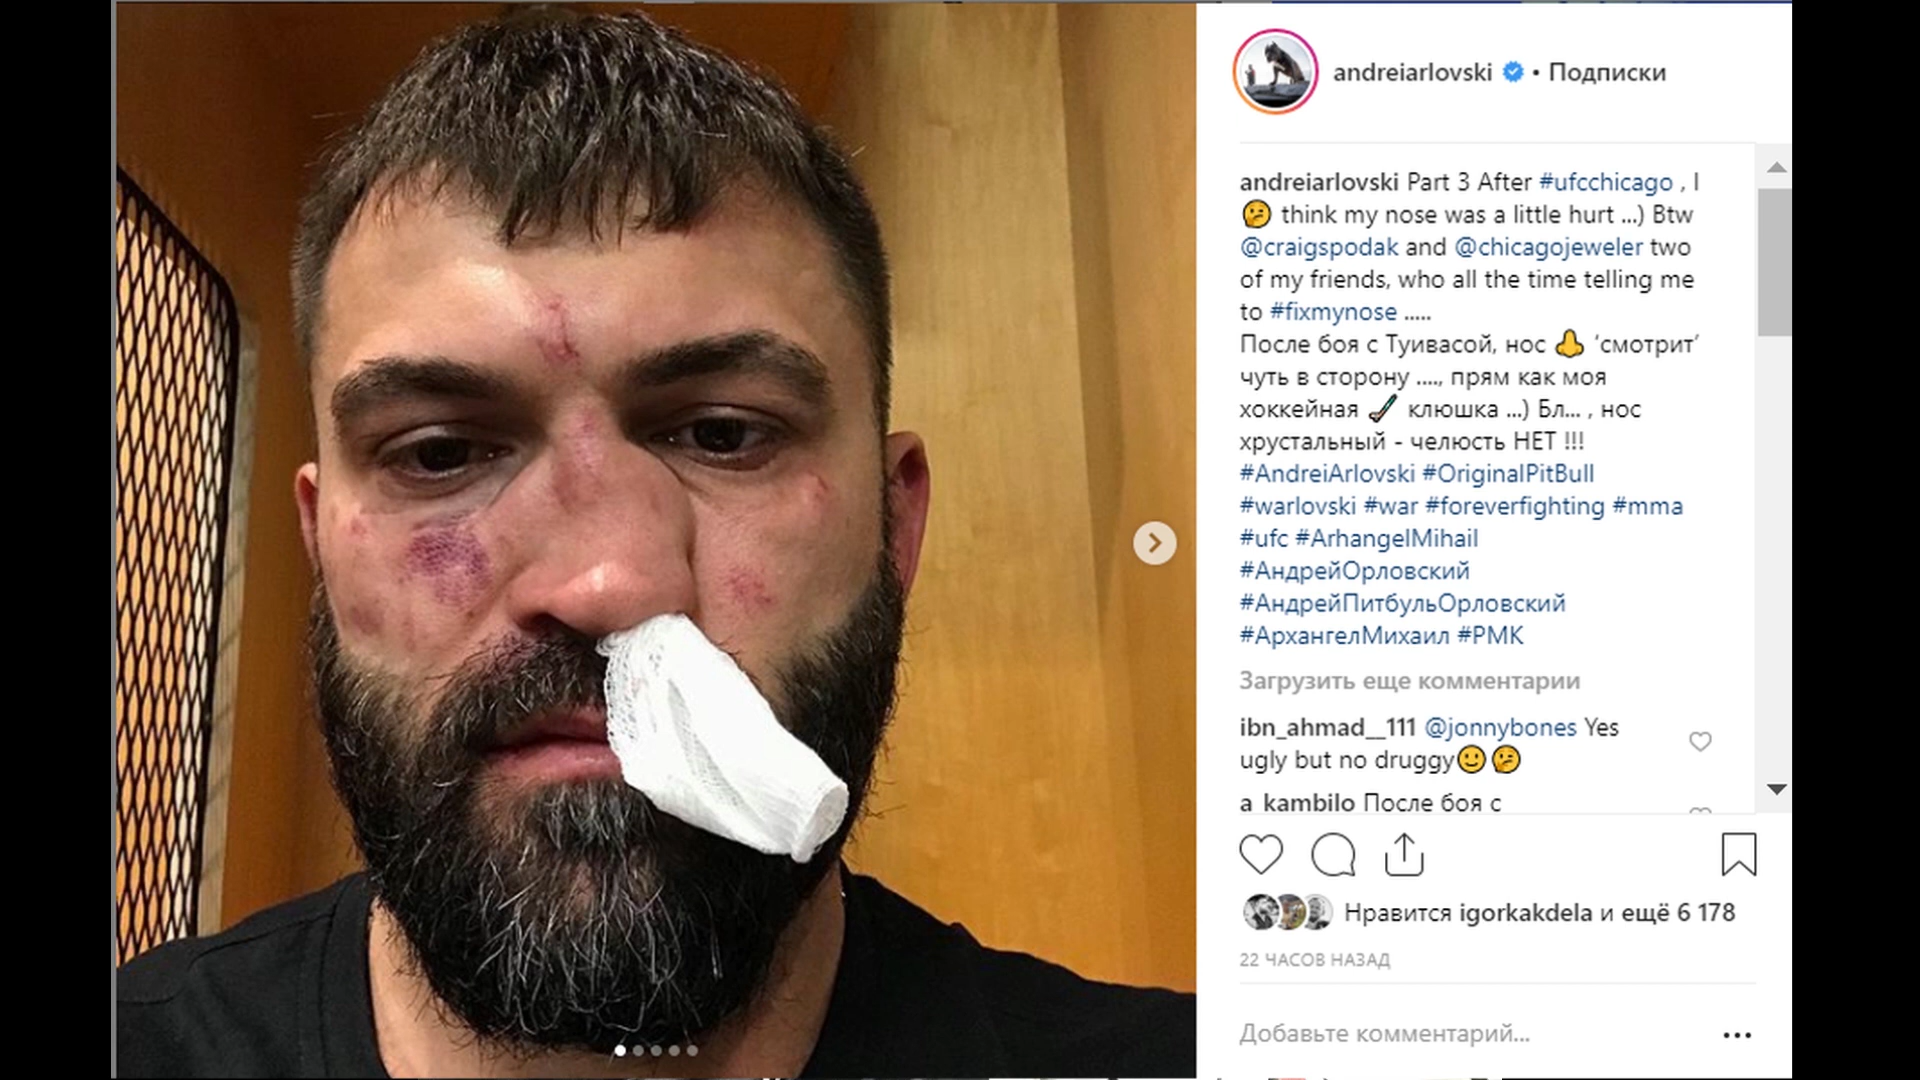 andreiarlovski • Подписки
andreiarlovski Part 3 After #ufcchicago , I
🤔 think my nose was a little hurt ...) Btw
@craigspodak and @chicagojeweler two
of my friends, who all the time telling me
to #fixmynose .....
После боя с Туивасой, нос 👃 ‘смотрит’
чуть в сторону ...., прям как моя
хоккейная 🏒 клюшка ...) Бл... , нос
хрустальный - челюсть НЕТ !!!
#AndreiArlovski #OriginalPitBull
#warlovski #war #foreverfighting #mma
#ufc #ArhangelMihail
#АндрейОрловский
#АндрейПитбульОрловский
#АрхангелМихаил #РМК
Загрузить еще комментарии
ibn_ahmad__111 @jonnybones Yes
ugly but no druggy🙂🤔
a_kambilo После боя с
Нравится igorkakdela и ещё 6 178
22 ЧАСОВ НАЗАД
Добавьте комментарий...